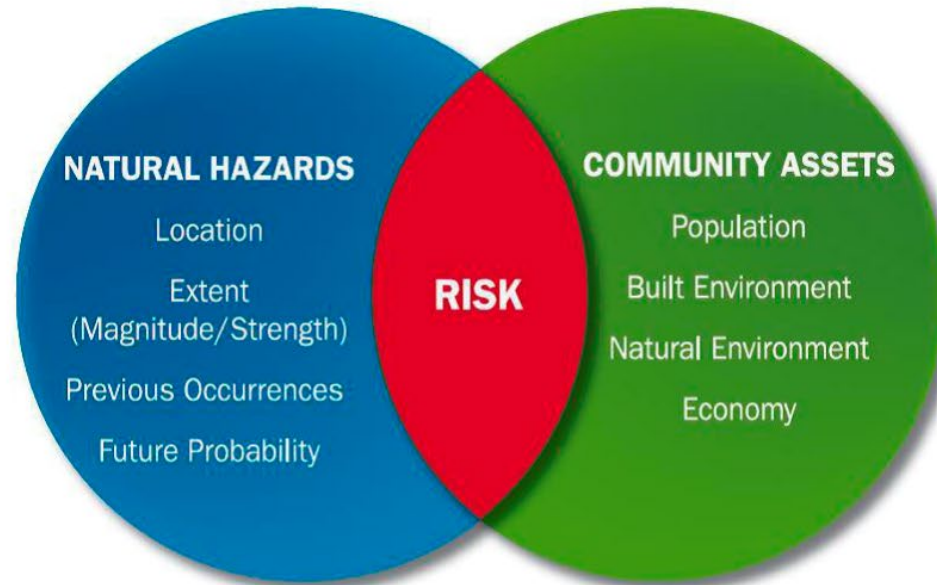 NATURAL HAZARDS
Location
Extent
(Magnitude/Strength)
Previous Occurrences
Future Probability
RISK
COMMUNITY ASSETS
Population
Built Environment
Natural Environment
Economy